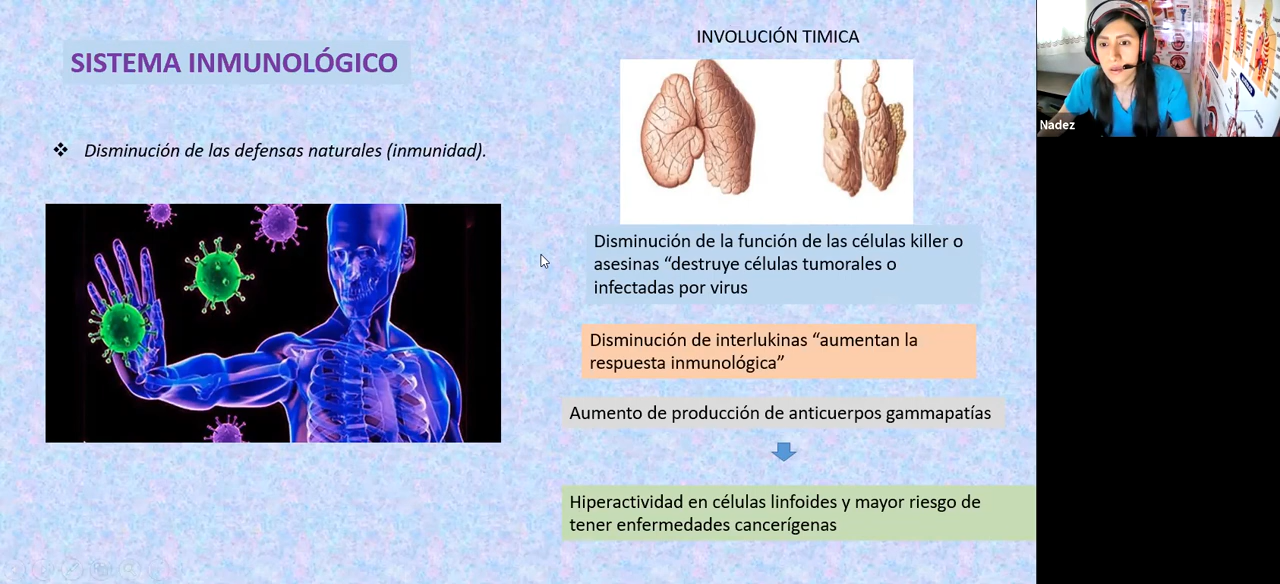 SISTEMA INMUNOLÓGICO
❖ Disminución de las defensas naturales (inmunidad).
INVOLUCIÓN TIMICA
Disminución de la función de las células killer o
asesinas “destruye células tumorales o
infectadas por virus
Disminución de interlukinas “aumentan la
respuesta inmunológica”
Aumento de producción de anticuerpos gammapatías
Hiperactividad en células linfoides y mayor riesgo de
tener enfermedades cancerígenas
Nadez